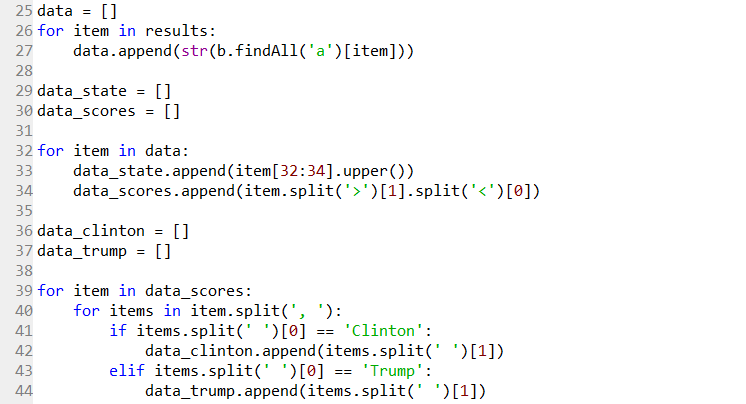 25 data = []
26 for item in results:
27     data.append(str(b.findAll('a')[item]))
28
29 data_state = []
30 data_scores = []
31
32 for item in data:
33     data_state.append(item[32:34].upper())
34     data_scores.append(item.split('>')[1].split('<')[0])
35
36 data_clinton = []
37 data_trump = []
38
39 for item in data_scores:
40     for items in item.split(', '):
41         if items.split(' ')[0] == 'Clinton':
42             data_clinton.append(items.split(' ')[1])
43         elif items.split(' ')[0] == 'Trump':
44             data_trump.append(items.split(' ')[1])